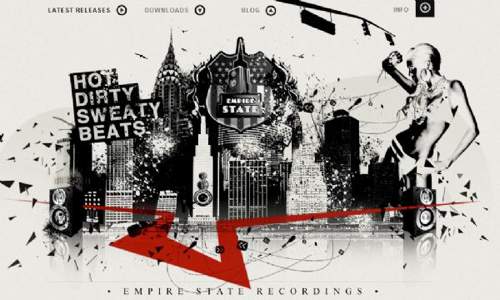 LATEST RELEASES
DOWNLOADS
BLOG
INFO
EMPIRE
STATE
HOT
DIRTY
SWEATY
BEATS
• EMPIRE STATE RECORDINGS •